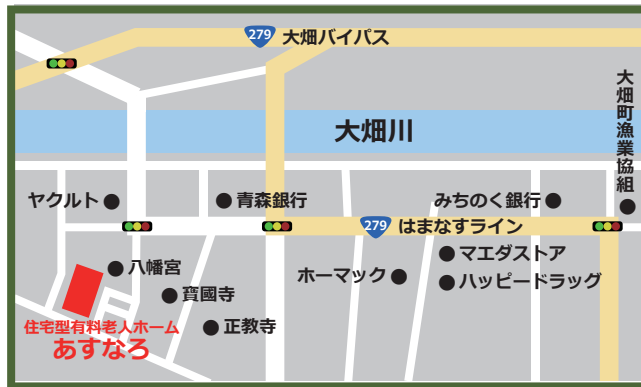 279 大畑バイパス
大畑川
大畑町漁業協組
ヤクルト
青森銀行
みちのく銀行
279 はまなすライン
八幡宮
マエダストア
ホーマック
ハッピードラッグ
寶國寺
正教寺
住宅型有料老人ホーム
あすなろ